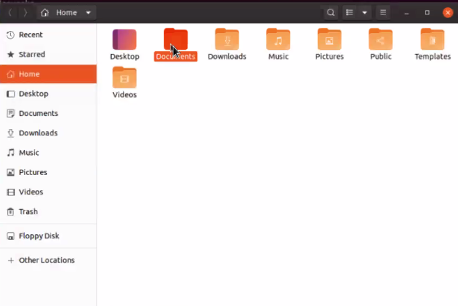 Home
Recent
Starred
Home
Desktop
Documents
Downloads
Music
Pictures
Videos
Trash
Floppy Disk
+ Other Locations
Desktop Documents Downloads Music Pictures Public Templates
Videos